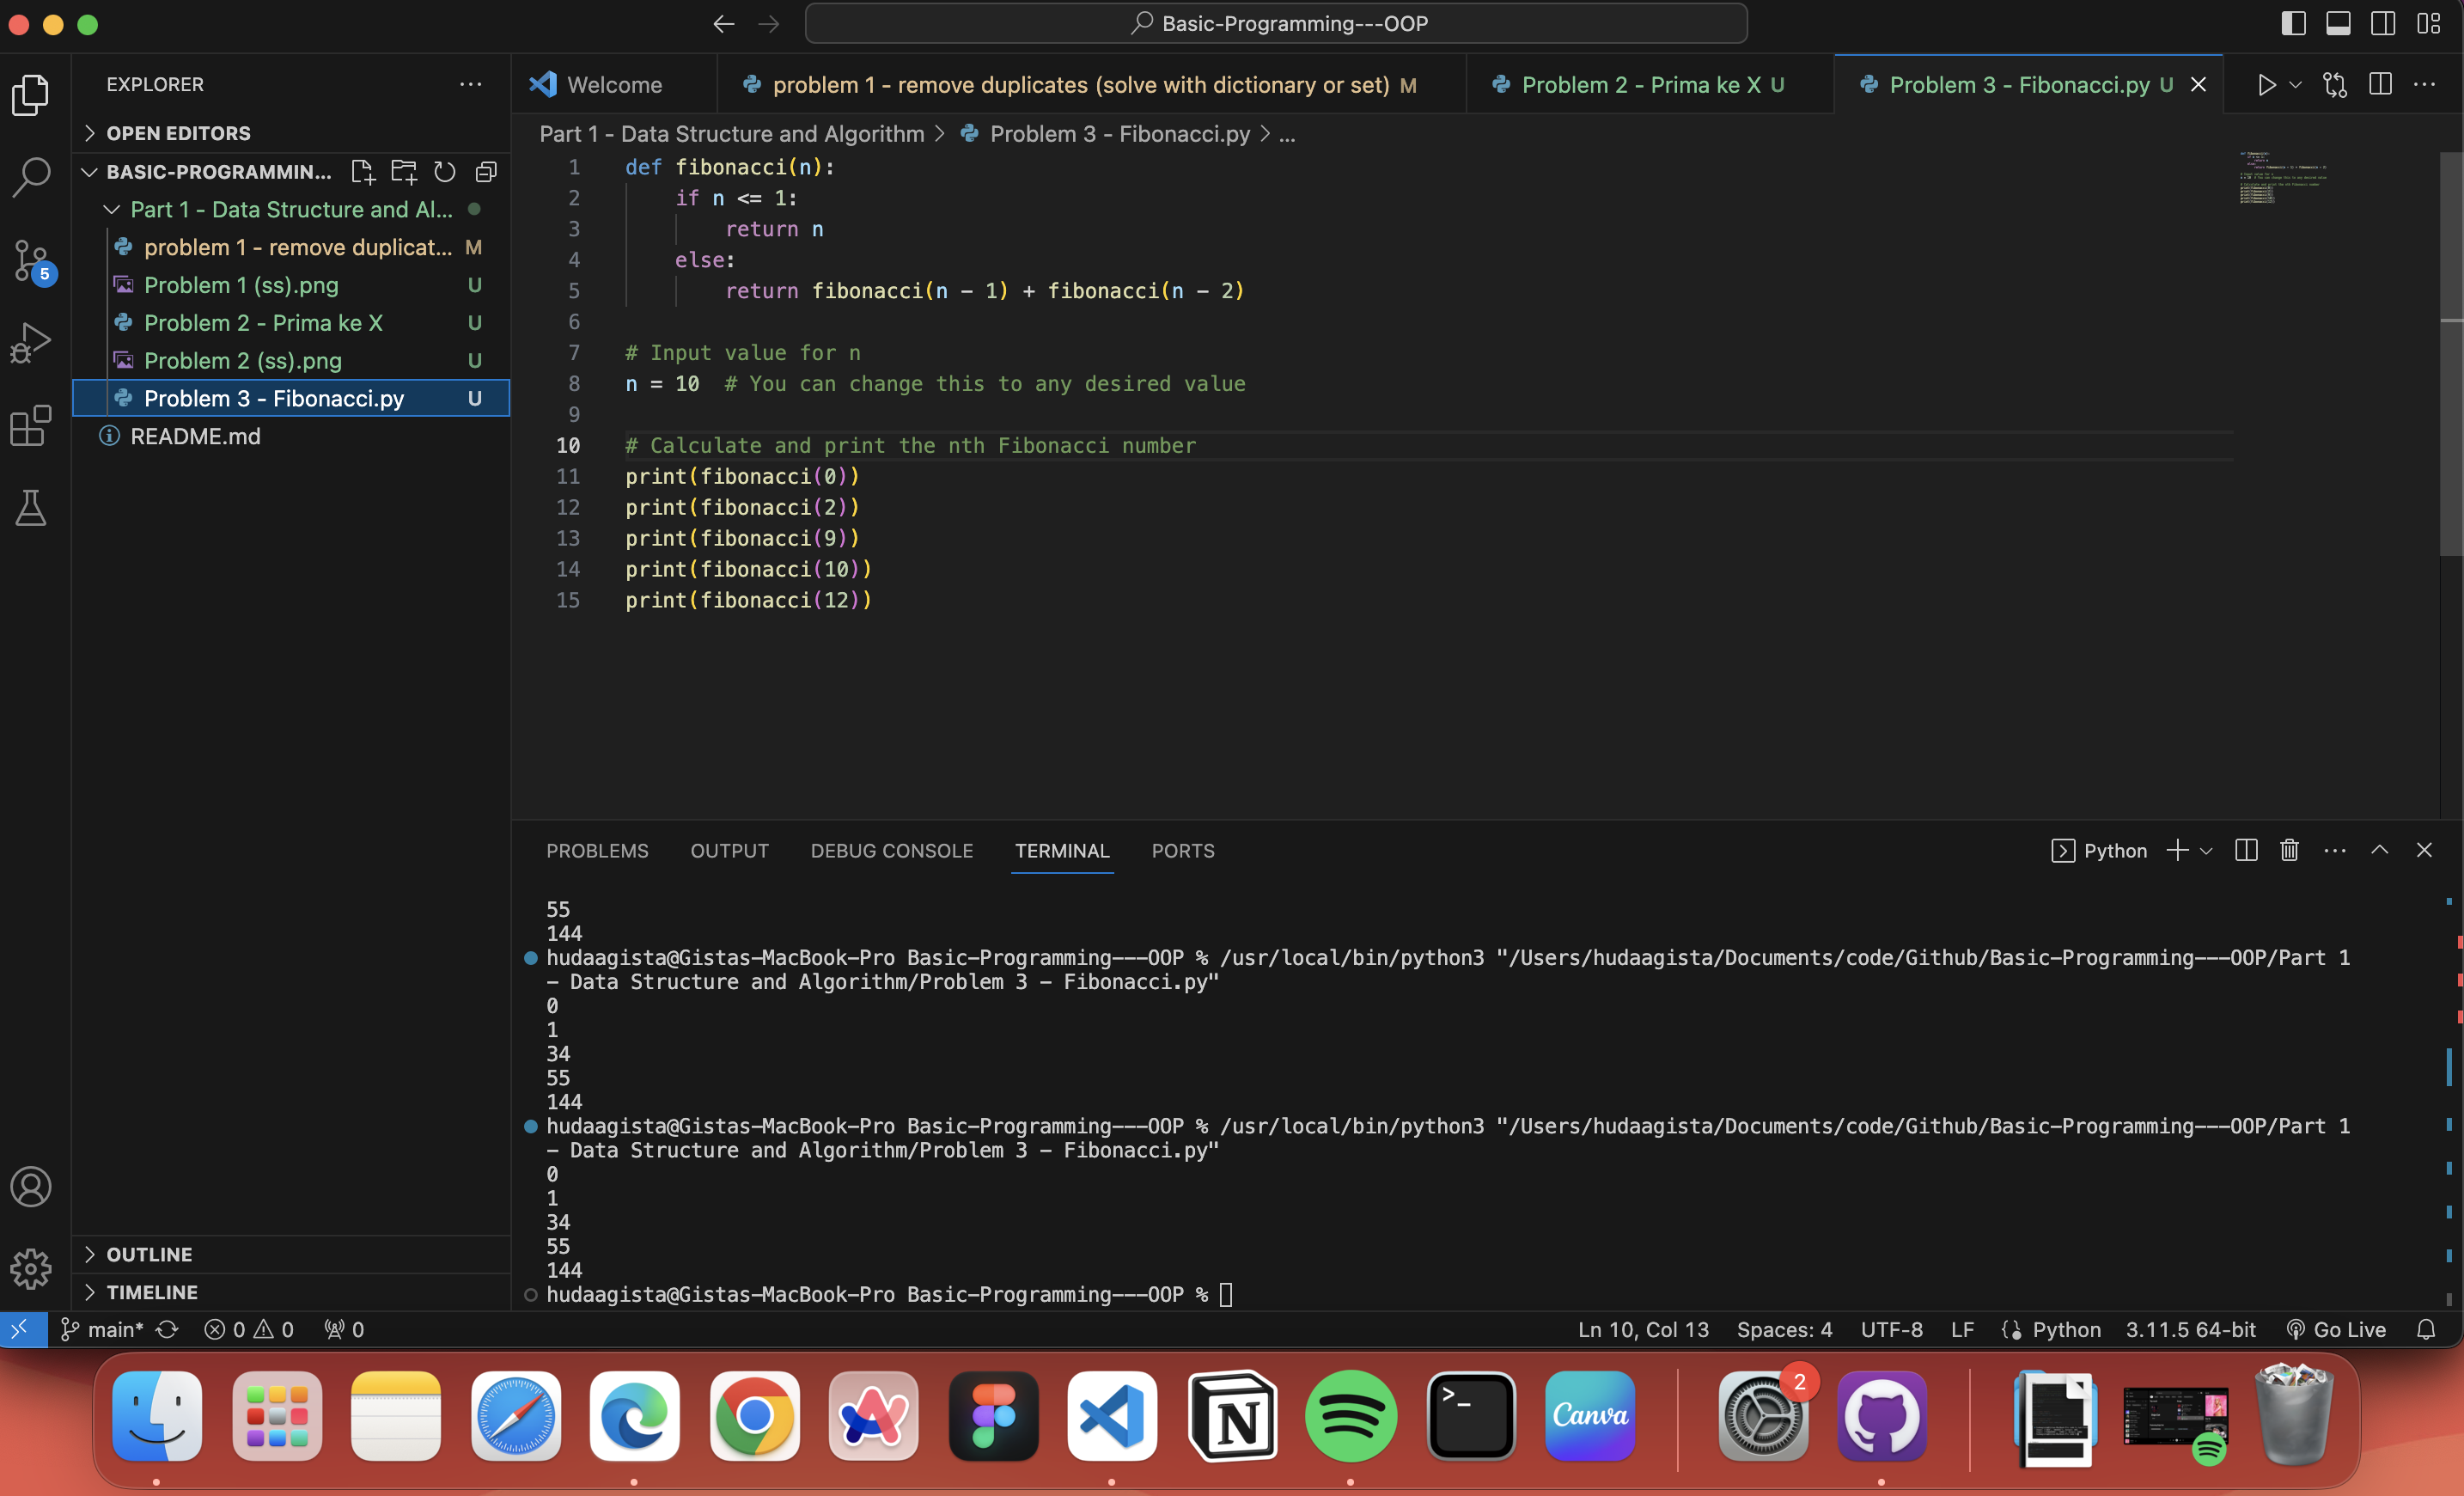 Basic-Programming---OOP
EXPLORER
OPEN EDITORS
BASIC-PROGRAMMIN...
Part 1 - Data Structure and Al...
problem 1 - remove duplicat... M
Problem 1 (ss).png U
Problem 2 - Prima ke X U
Problem 2 (ss).png U
Problem 3 - Fibonacci.py U
README.md
5
OUTLINE
TIMELINE
Welcome
problem 1 - remove duplicates (solve with dictionary or set) M
Problem 2 - Prima ke X U
Problem 3 - Fibonacci.py U
Part 1 - Data Structure and Algorithm > Problem 3 - Fibonacci.py > ...
1 def fibonacci(n):
2 if n <= 1:
3 return n
4 else:
5 return fibonacci(n - 1) + fibonacci(n - 2)
6
7 # Input value for n
8 n = 10 # You can change this to any desired value
9
10 # Calculate and print the nth Fibonacci number
11 print(fibonacci(0))
12 print(fibonacci(2))
13 print(fibonacci(9))
14 print(fibonacci(10))
15 print(fibonacci(12))
PROBLEMS OUTPUT DEBUG CONSOLE TERMINAL PORTS
Python
55
144
hudaagista@Gistas-MacBook-Pro Basic-Programming---OOP % /usr/local/bin/python3 "/Users/hudaagista/Documents/code/Github/Basic-Programming---OOP/Part 1
- Data Structure and Algorithm/Problem 3 - Fibonacci.py"
0
1
34
55
144
hudaagista@Gistas-MacBook-Pro Basic-Programming---OOP % /usr/local/bin/python3 "/Users/hudaagista/Documents/code/Github/Basic-Programming---OOP/Part 1
- Data Structure and Algorithm/Problem 3 - Fibonacci.py"
0
1
34
55
144
hudaagista@Gistas-MacBook-Pro Basic-Programming---OOP %
main* 0 0 0
Ln 10, Col 13 Spaces: 4 UTF-8 LF Python 3.11.5 64-bit Go Live
Canva
2